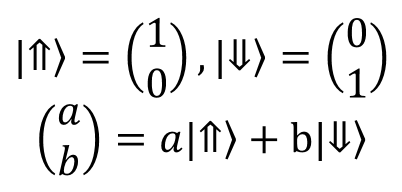 |⇑⟩ = (1 0), |⇓⟩ = (0 1)
(a b) = a|⇑⟩ + b|⇓⟩